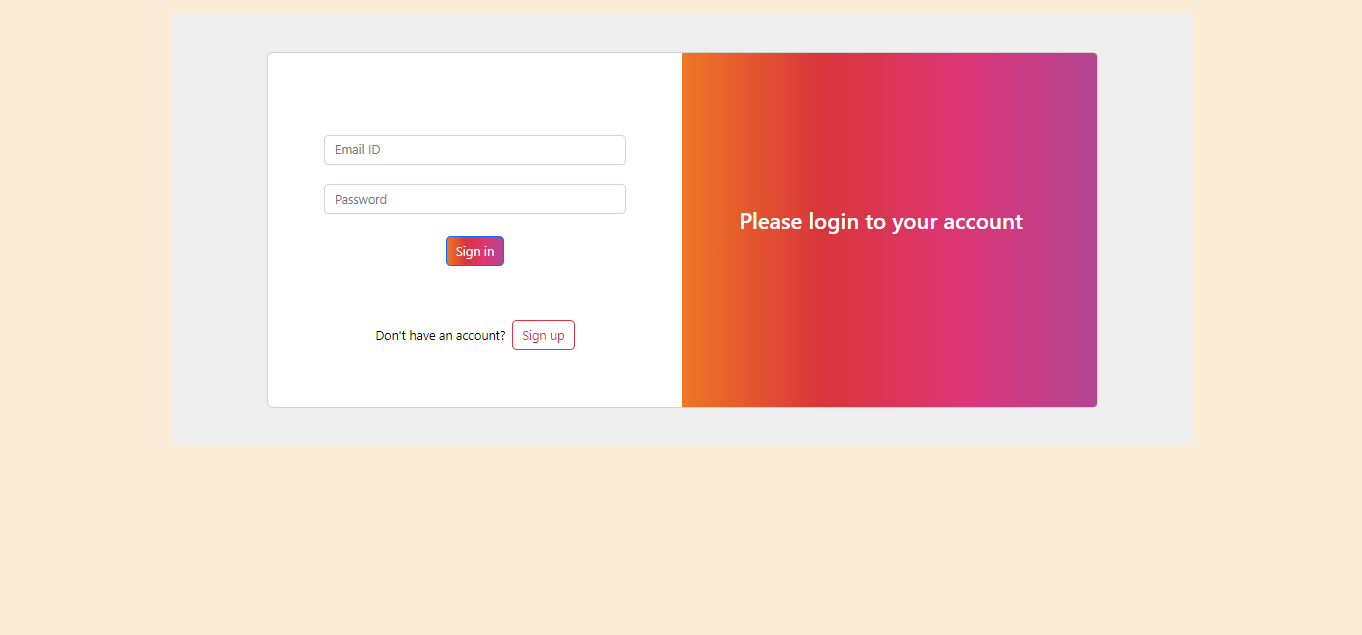 Email ID
Password
Sign in
Don't have an account? Sign up
Please login to your account